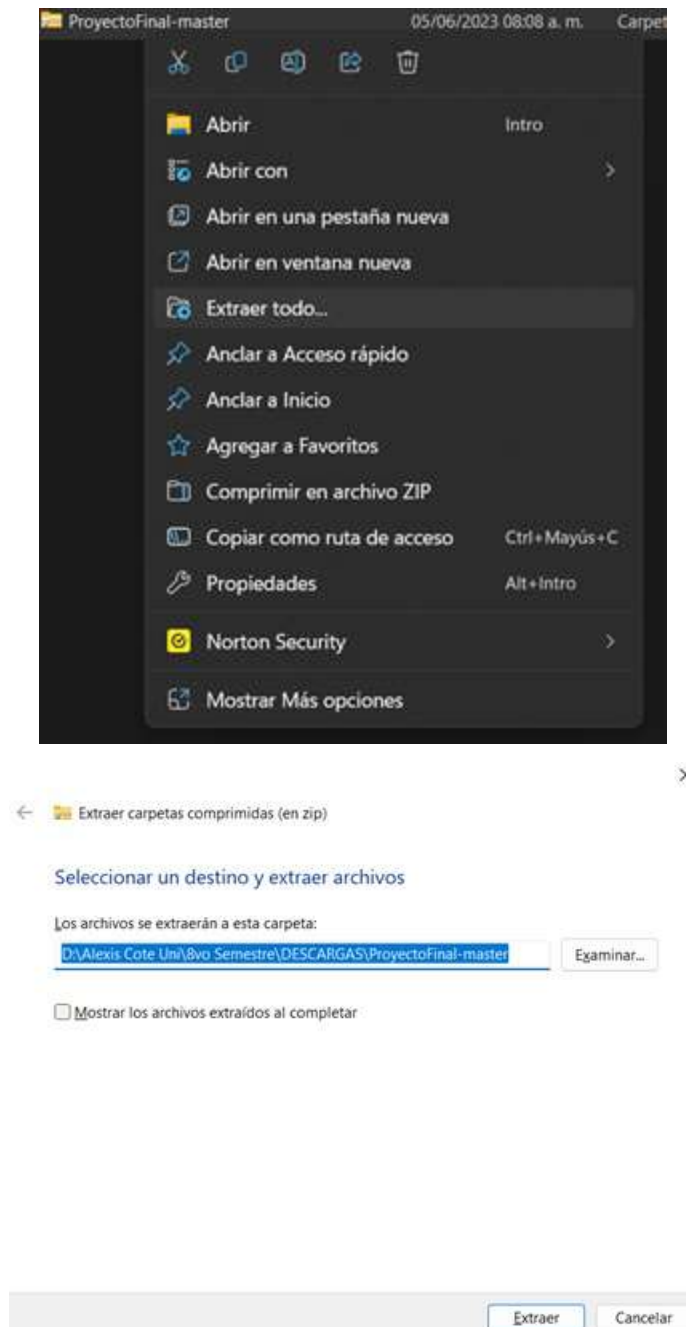 ProyectoFinal-master 05/06/2023 08:08 a. m.
Abrir Intro
Abrir con
Abrir en una pestaña nueva
Abrir en ventana nueva
Extraer todo...
Anclar a Acceso rápido
Anclar a Inicio
Agregar a Favoritos
Comprimir en archivo ZIP
Copiar como ruta de acceso Ctrl+Mayús+C
Propiedades Alt+Intro
Norton Security
Mostrar Más opciones
Extraer carpetas comprimidas (en zip)
Seleccionar un destino y extraer archivos
Los archivos se extraerán a esta carpeta:
D:\Alexis Cote Uni\8vo Semestre\DESCARGAS\ProyectoFinal-master Examinar...
Mostrar los archivos extraídos al completar
Extraer Cancelar